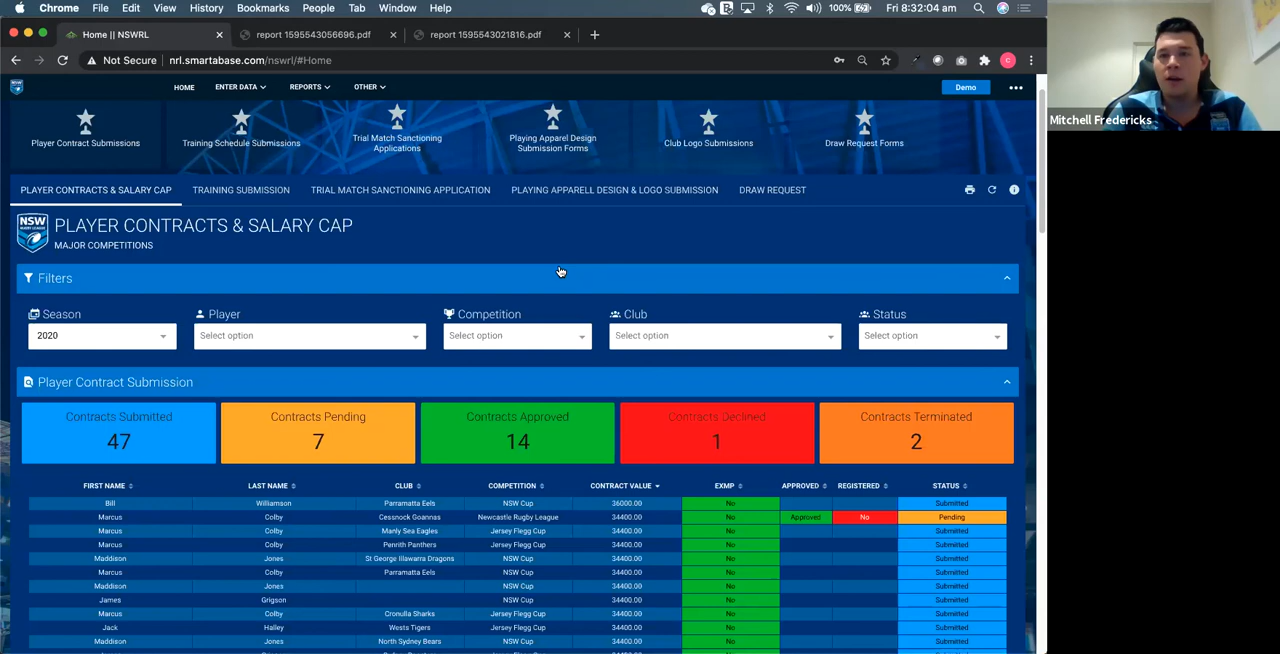 Chrome File Edit View History Bookmarks People Tab Window Help 100% Fri 8:32:04 am
Home || NSWRL report 1595543056696.pdf report 1595543021816.pdf
Not Secure nrl.smartabase.com/nswrl/#Home
HOME ENTER DATA REPORTS OTHER Demo
Player Contract Submissions
Training Schedule Submissions
Trial Match Sanctioning
Applications
Playing Apparel Design
Submission Forms
Club Logo Submissions
Draw Request Forms
Mitchell Fredericks
PLAYER CONTRACTS & SALARY CAP TRAINING SUBMISSION TRIAL MATCH SANCTIONING APPLICATION PLAYING APPARELL DESIGN & LOGO SUBMISSION DRAW REQUEST
NSW
PLAYER CONTRACTS & SALARY CAP
MAJOR COMPETITIONS
Filters
Season Player Competition Club Status
2020 Select option Select option Select option Select option
Player Contract Submission
Contracts Submitted Contracts Pending Contracts Approved Contracts Declined Contracts Terminated
47 7 14 1 2
FIRST NAME LAST NAME CLUB COMPETITION CONTRACT VALUE EXMP APPROVED REGISTERED STATUS
Bill Williamson Parramatta Eels NSW Cup 36000.00 No Submitted
Marcus Colby Cessnock Goannas Newcastle Rugby League 34400.00 No Approved No Pending
Marcus Colby Manly Sea Eagles Jersey Flegg Cup 34400.00 No Submitted
Marcus Colby Penrith Panthers Jersey Flegg Cup 34400.00 No Submitted
Maddison Jones St George Illawarra Dragons NSW Cup 34400.00 No Submitted
Marcus Colby Parramatta Eels NSW Cup 34400.00 No Submitted
Maddison Jones NSW Cup 34400.00 No Submitted
James Grigson NSW Cup 34400.00 No Submitted
Marcus Colby Cronulla Sharks Jersey Flegg Cup 34400.00 No Submitted
Jack Halley Wests Tigers Jersey Flegg Cup 34400.00 No Submitted
Maddison Jones North Sydney Bears NSW Cup 34400.00 No Submitted